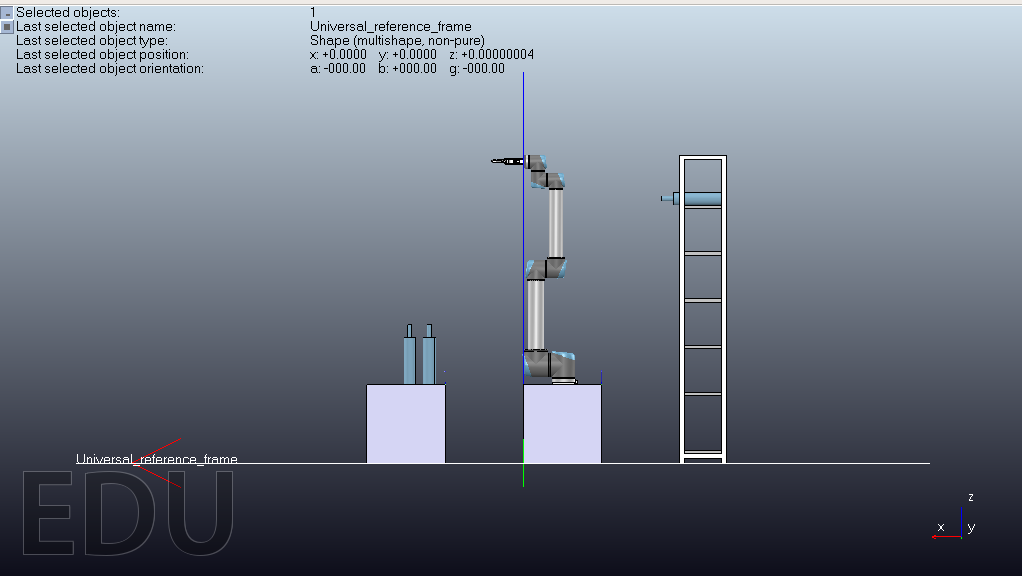 Selected objects: 1
Last selected object name: Universal_reference_frame
Last selected object type: Shape (multishape, non-pure)
Last selected object position: x: +0.0000 y: +0.0000 z: +0.00000004
Last selected object orientation: a: -000.00 b: +000.00 g: -000.00
Universal_reference_frame
EDU
z
x y